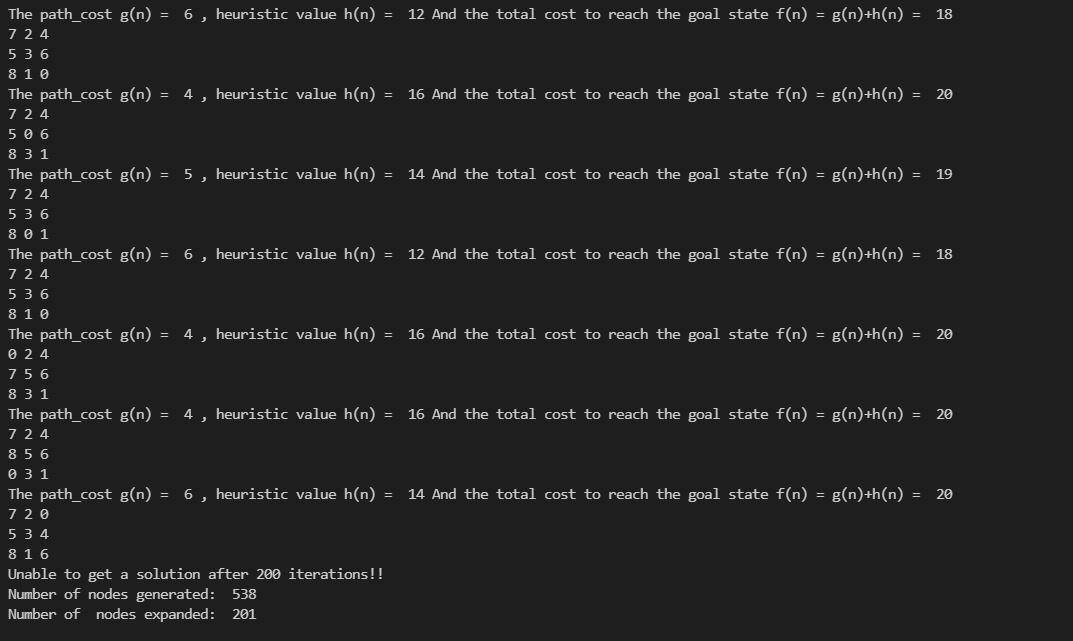 The path_cost g(n) =  6 , heuristic value h(n) =  12 And the total cost to reach the goal state f(n) = g(n)+h(n) =  18
7 2 4
5 3 6
8 1 0
The path_cost g(n) =  4 , heuristic value h(n) =  16 And the total cost to reach the goal state f(n) = g(n)+h(n) =  20
7 2 4
5 0 6
8 3 1
The path_cost g(n) =  5 , heuristic value h(n) =  14 And the total cost to reach the goal state f(n) = g(n)+h(n) =  19
7 2 4
5 3 6
8 0 1
The path_cost g(n) =  6 , heuristic value h(n) =  12 And the total cost to reach the goal state f(n) = g(n)+h(n) =  18
7 2 4
5 3 6
8 1 0
The path_cost g(n) =  4 , heuristic value h(n) =  16 And the total cost to reach the goal state f(n) = g(n)+h(n) =  20
0 2 4
7 5 6
8 3 1
The path_cost g(n) =  4 , heuristic value h(n) =  16 And the total cost to reach the goal state f(n) = g(n)+h(n) =  20
7 2 4
8 5 6
0 3 1
The path_cost g(n) =  6 , heuristic value h(n) =  14 And the total cost to reach the goal state f(n) = g(n)+h(n) =  20
7 2 0
5 3 4
8 1 6
Unable to get a solution after 200 iterations!!
Number of nodes generated:  538
Number of  nodes expanded:  201